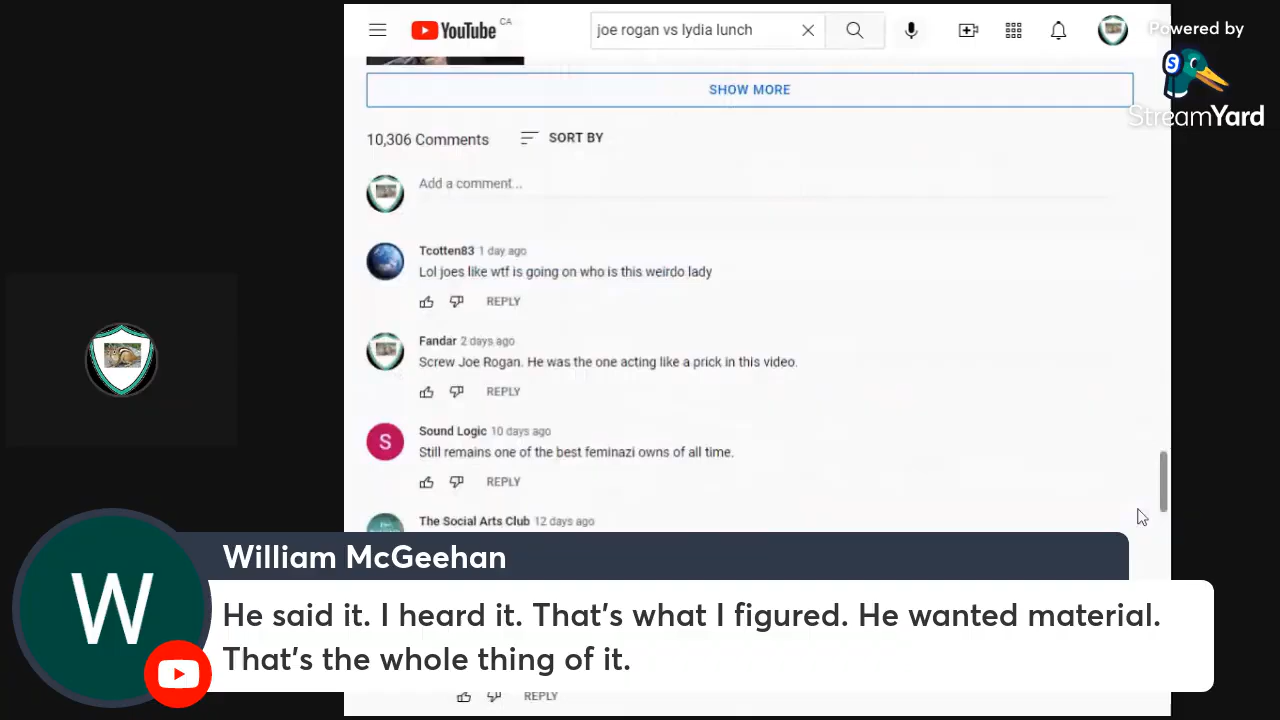 YouTube CA
joe rogan vs lydia lunch
Powered by
S
StreamYard
SHOW MORE
10,306 Comments
SORT BY
Add a comment...
Tcotten83 1 day ago
Lol joes like wtf is going on who is this weirdo lady
REPLY
Fandar 2 days ago
Screw Joe Rogan. He was the one acting like a prick in this video.
REPLY
S
Sound Logic 10 days ago
Still remains one of the best feminazi owns of all time.
REPLY
The Social Arts Club 12 days ago
W
William McGeehan
He said it. I heard it. That's what I figured. He wanted material.
That's the whole thing of it.
REPLY